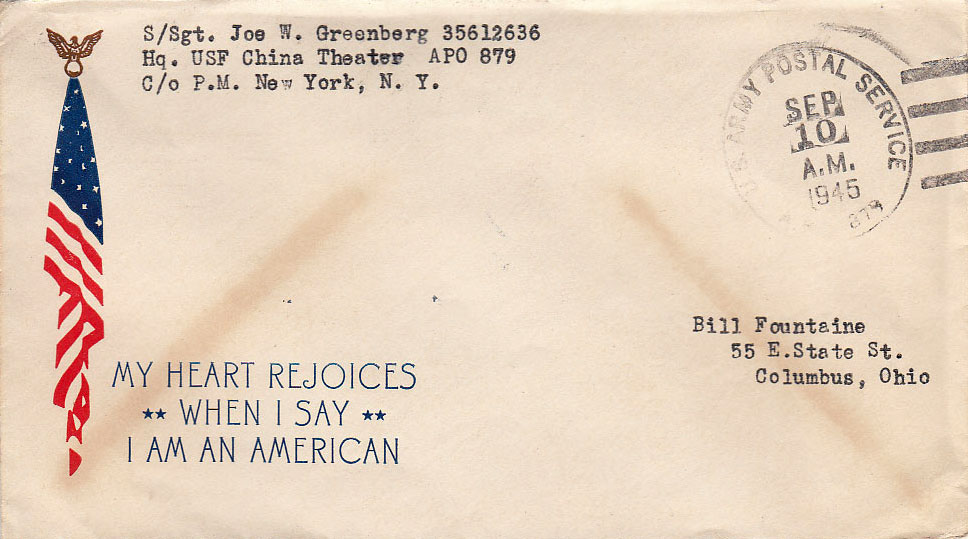 S/Sgt. Joe W. Greenberg 35612636
Hq. USF China Theater APO 879
C/o P.M. New York, N. Y.
U.S. ARMY POSTAL SERVICE
SEP
10
A.M.
1945
879
Bill Fountaine
55 E.State St.
Columbus, Ohio
MY HEART REJOICES
★★ WHEN I SAY ★★
I AM AN AMERICAN